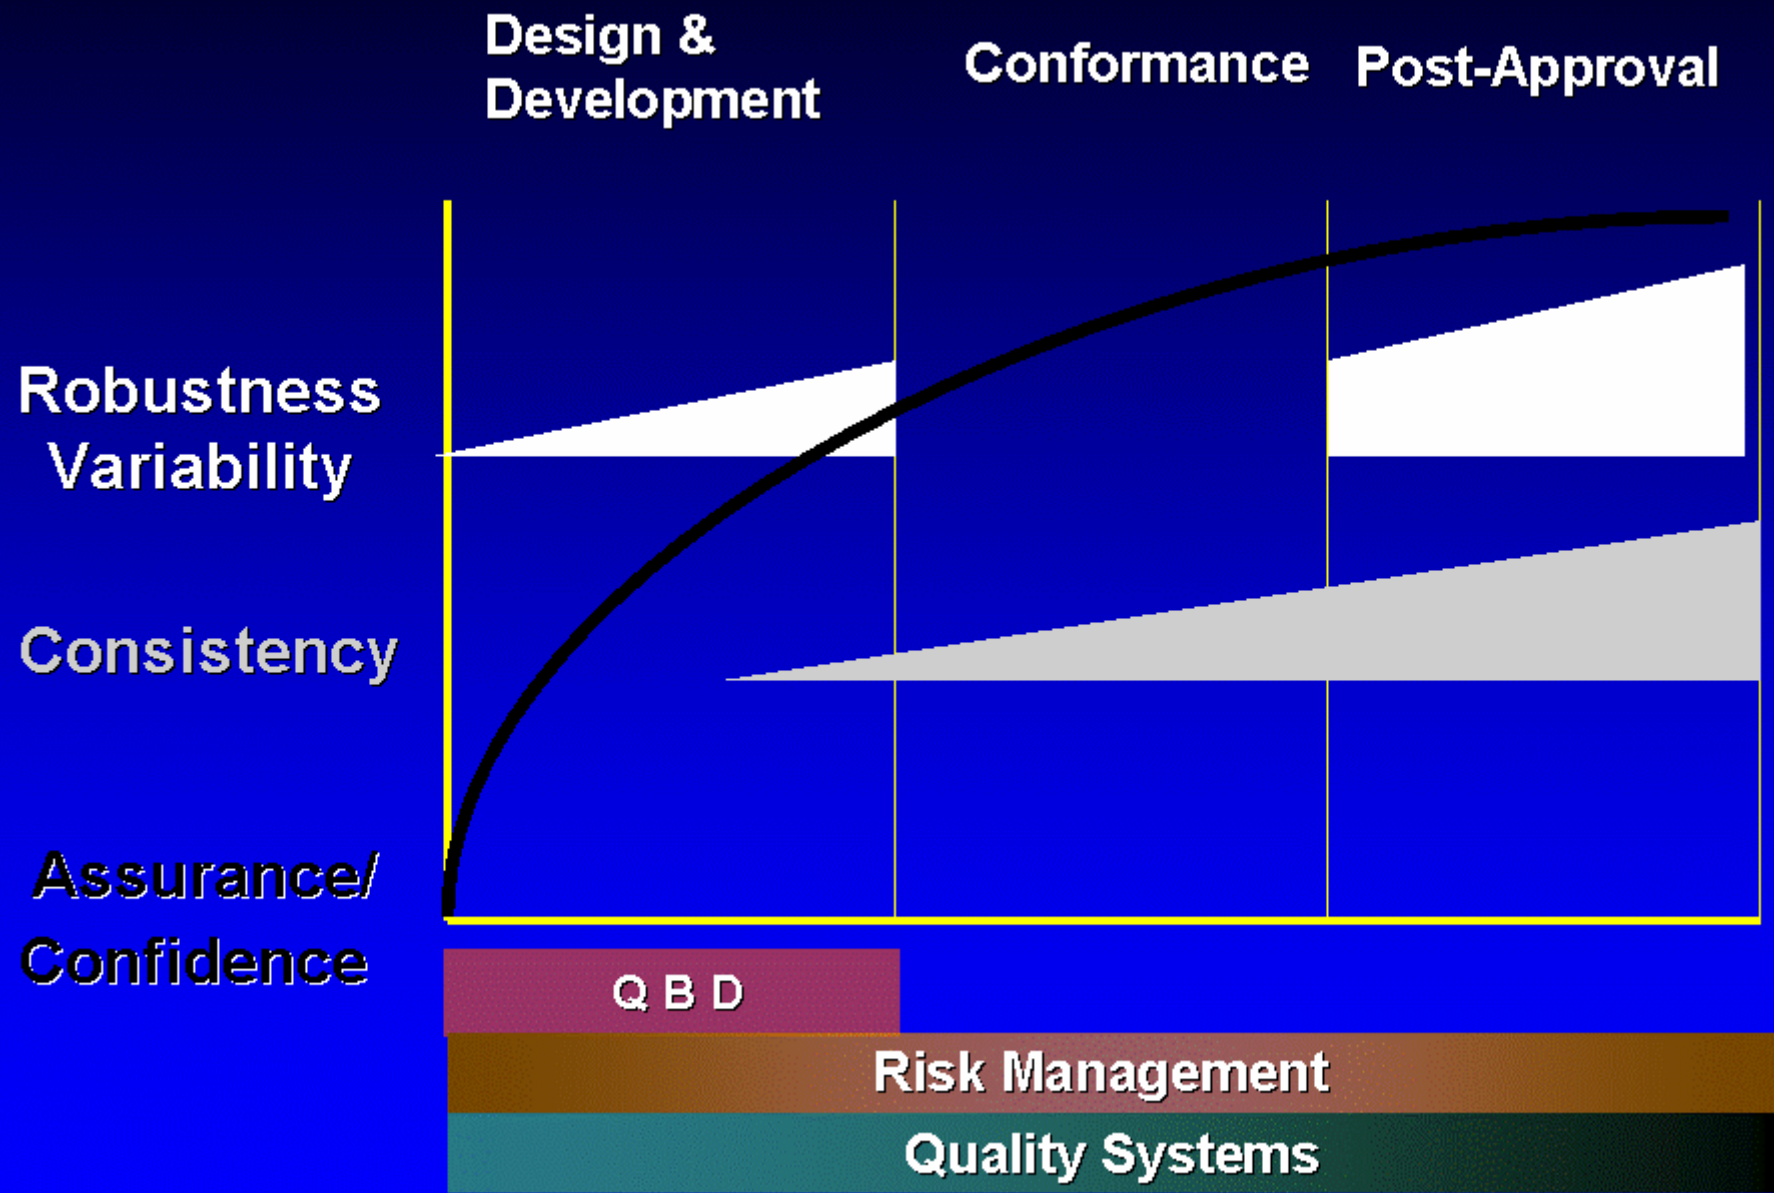 Design &
Development
Conformance
Post-Approval
Robustness
Variability
Consistency
Assurance/
Confidence
Q B D
Risk Management
Quality Systems